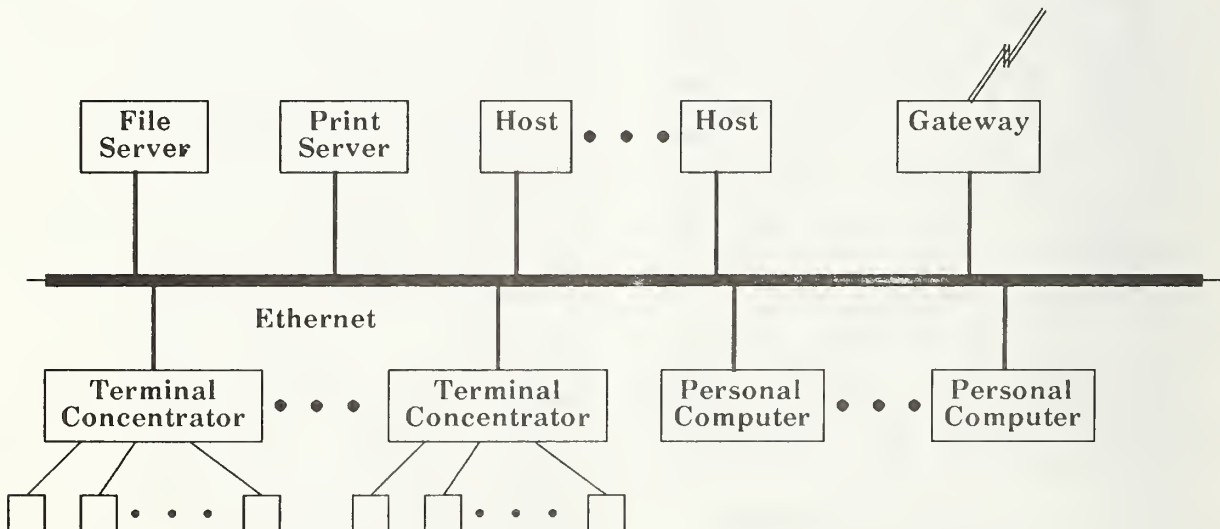 File
Server
Print
Server
Host
Host
Gateway
Ethernet
Terminal
Concentrator
Terminal
Concentrator
Personal
Computer
Personal
Computer